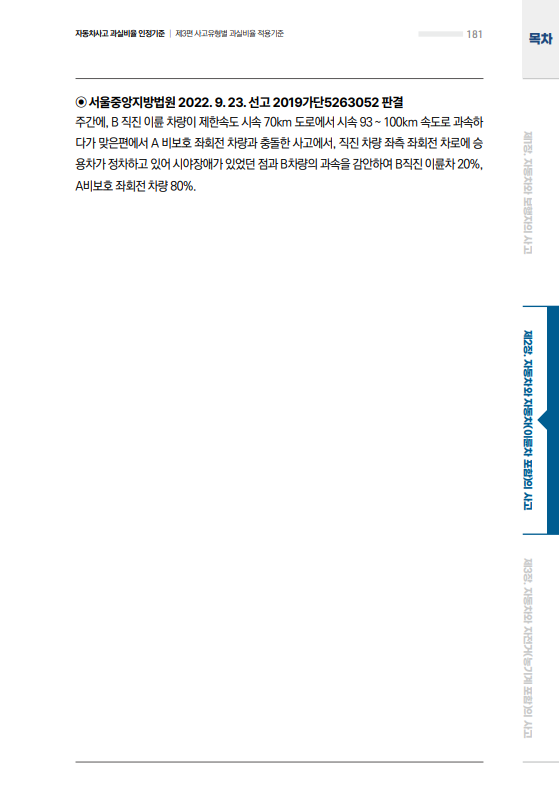 자동차사고 과실비율 인정기준 | 제3편 사고유형별 과실비율 적용기준
181
목차
◉ 서울중앙지방법원 2022. 9. 23. 선고 2019가단5263052 판결
주간에, B 직진 이륜 차량이 제한속도 시속 70km 도로에서 시속 93 ~ 100km 속도로 과속하
다가 맞은편에서 A 비보호 좌회전 차량과 충돌한 사고에서, 직진 차량 좌측 좌회전 차로에 승
용차가 정차하고 있어 시야장애가 있었던 점과 B차량의 과속을 감안하여 B직진 이륜차 20%,
A비보호 좌회전 차량 80%.
제1장. 자동차와 보행자의 사고
제2장. 자동차와 자동차(이륜차 포함)의 사고
제3장. 자동차와 자전거(농기계 포함)의 사고